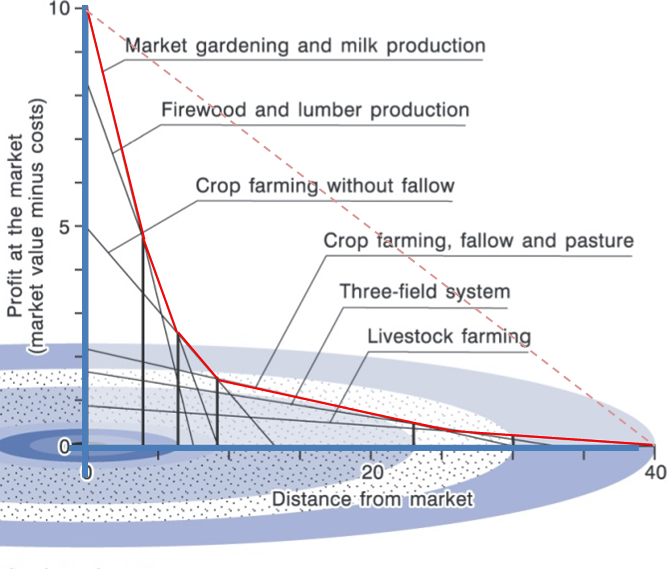 10
Market gardening and milk production
Firewood and lumber production
Crop farming without fallow
5
Crop farming, fallow and pasture
Three-field system
Livestock farming
Profit at the market
(market value minus costs)
0
0
20
40
Distance from market